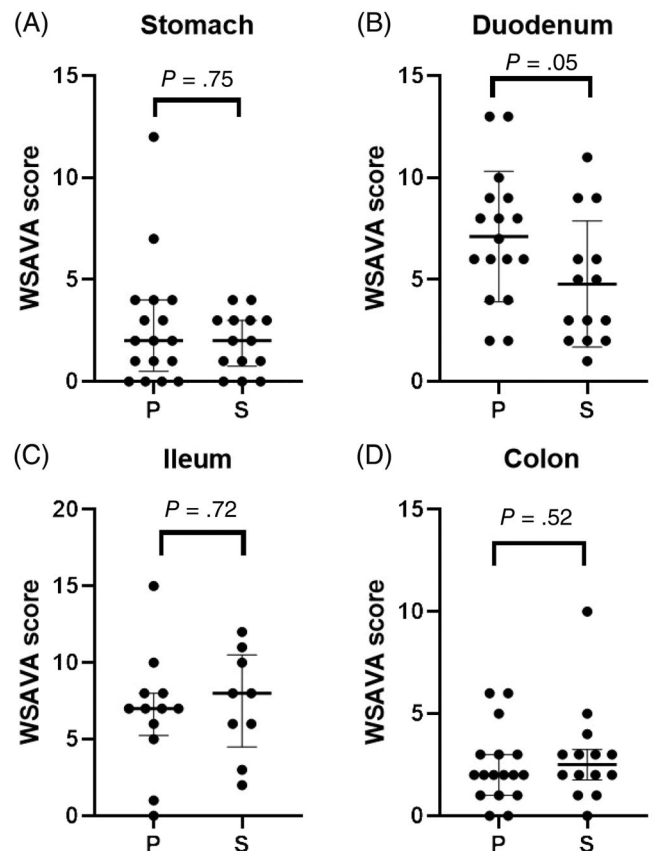 (A) Stomach
P = .75
WSAVA score
15
10
5
0
P S
(B) Duodenum
P = .05
WSAVA score
15
10
5
0
P S
(C) Ileum
P = .72
WSAVA score
20
15
10
5
0
P S
(D) Colon
P = .52
WSAVA score
15
10
5
0
P S